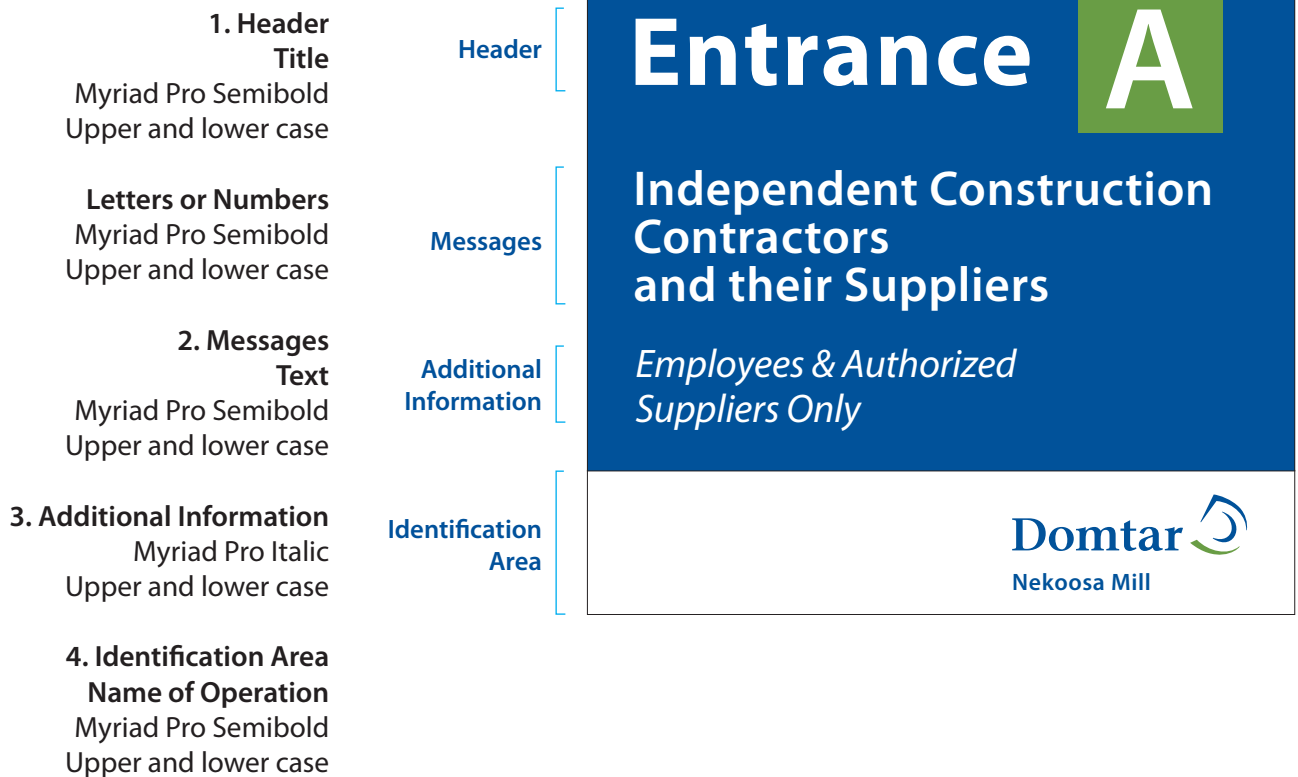 1. Header
Title
Myriad Pro Semibold
Upper and lower case
Letters or Numbers
Myriad Pro Semibold
Upper and lower case
2. Messages
Text
Myriad Pro Semibold
Upper and lower case
3. Additional Information
Myriad Pro Italic
Upper and lower case
4. Identification Area
Name of Operation
Myriad Pro Semibold
Upper and lower case
Header
Messages
Additional
Information
Identification
Area
Entrance A
Independent Construction
Contractors
and their Suppliers
Employees & Authorized
Suppliers Only
Domtar
Nekoosa Mill